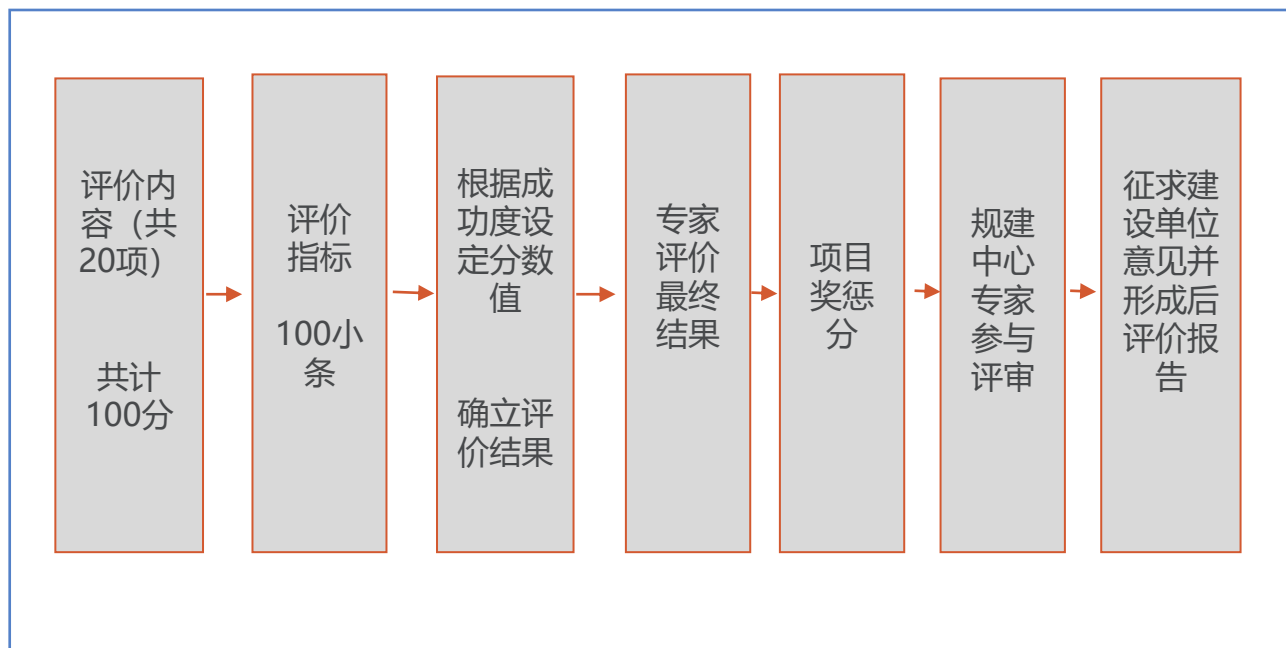 评价内
容（共
20项）
共计
100分
评价
指标
100小
条
根据成
功度设
定分数
值
确立评
价结果
专家
评价
最终
结果
项目
奖惩
分
规建
中心
专家
参与
评审
征求建
设单位
意见并
形成后
评价报
告